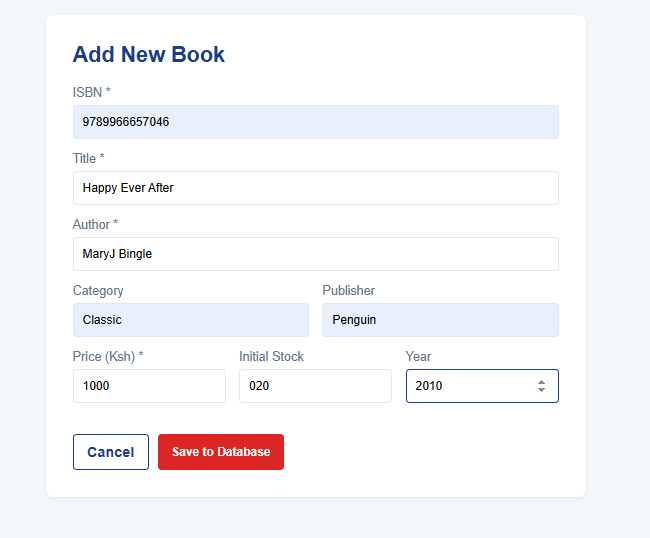 Add New Book
ISBN *
9789966657046
Title *
Happy Ever After
Author *
MaryJ Bingle
Category Publisher
Classic Penguin
Price (Ksh) * Initial Stock Year
1000 020 2010
Cancel Save to Database